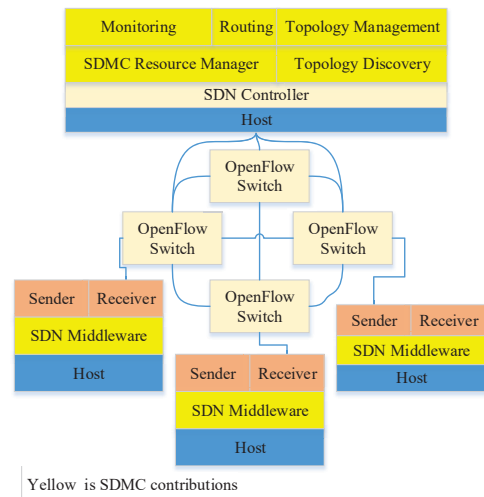 Monitoring Routing Topology Management
SDMC Resource Manager Topology Discovery
SDN Controller
Host
OpenFlow
Switch
OpenFlow
Switch
OpenFlow
Switch
OpenFlow
Switch
Sender Receiver
SDN Middleware
Host
Sender Receiver
SDN Middleware
Host
Sender Receiver
SDN Middleware
Host
Yellow is SDMC contributions